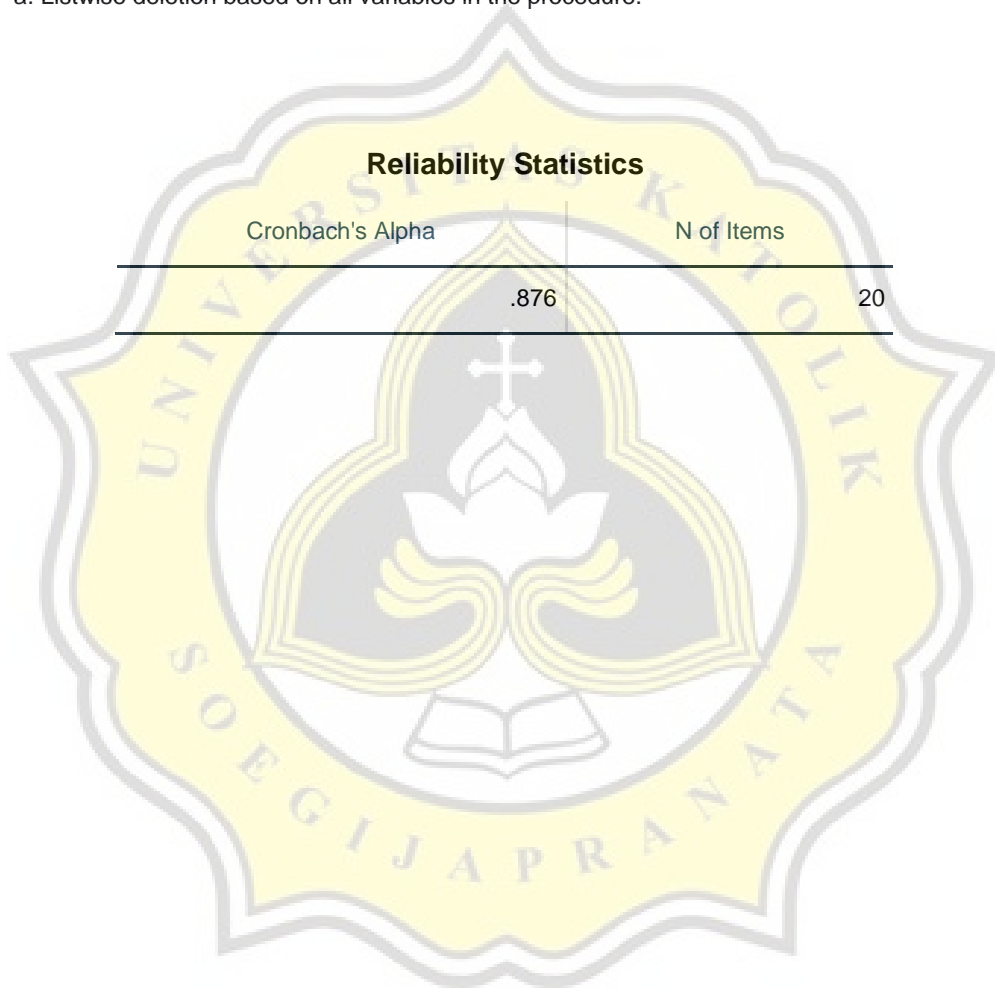 a. Listwise deletion based on all variables in the procedure.
Reliability Statistics
Cronbach's Alpha N of Items
.876 20
UNIVERSITAS KATOLIK
SOEGIJAPRANATA